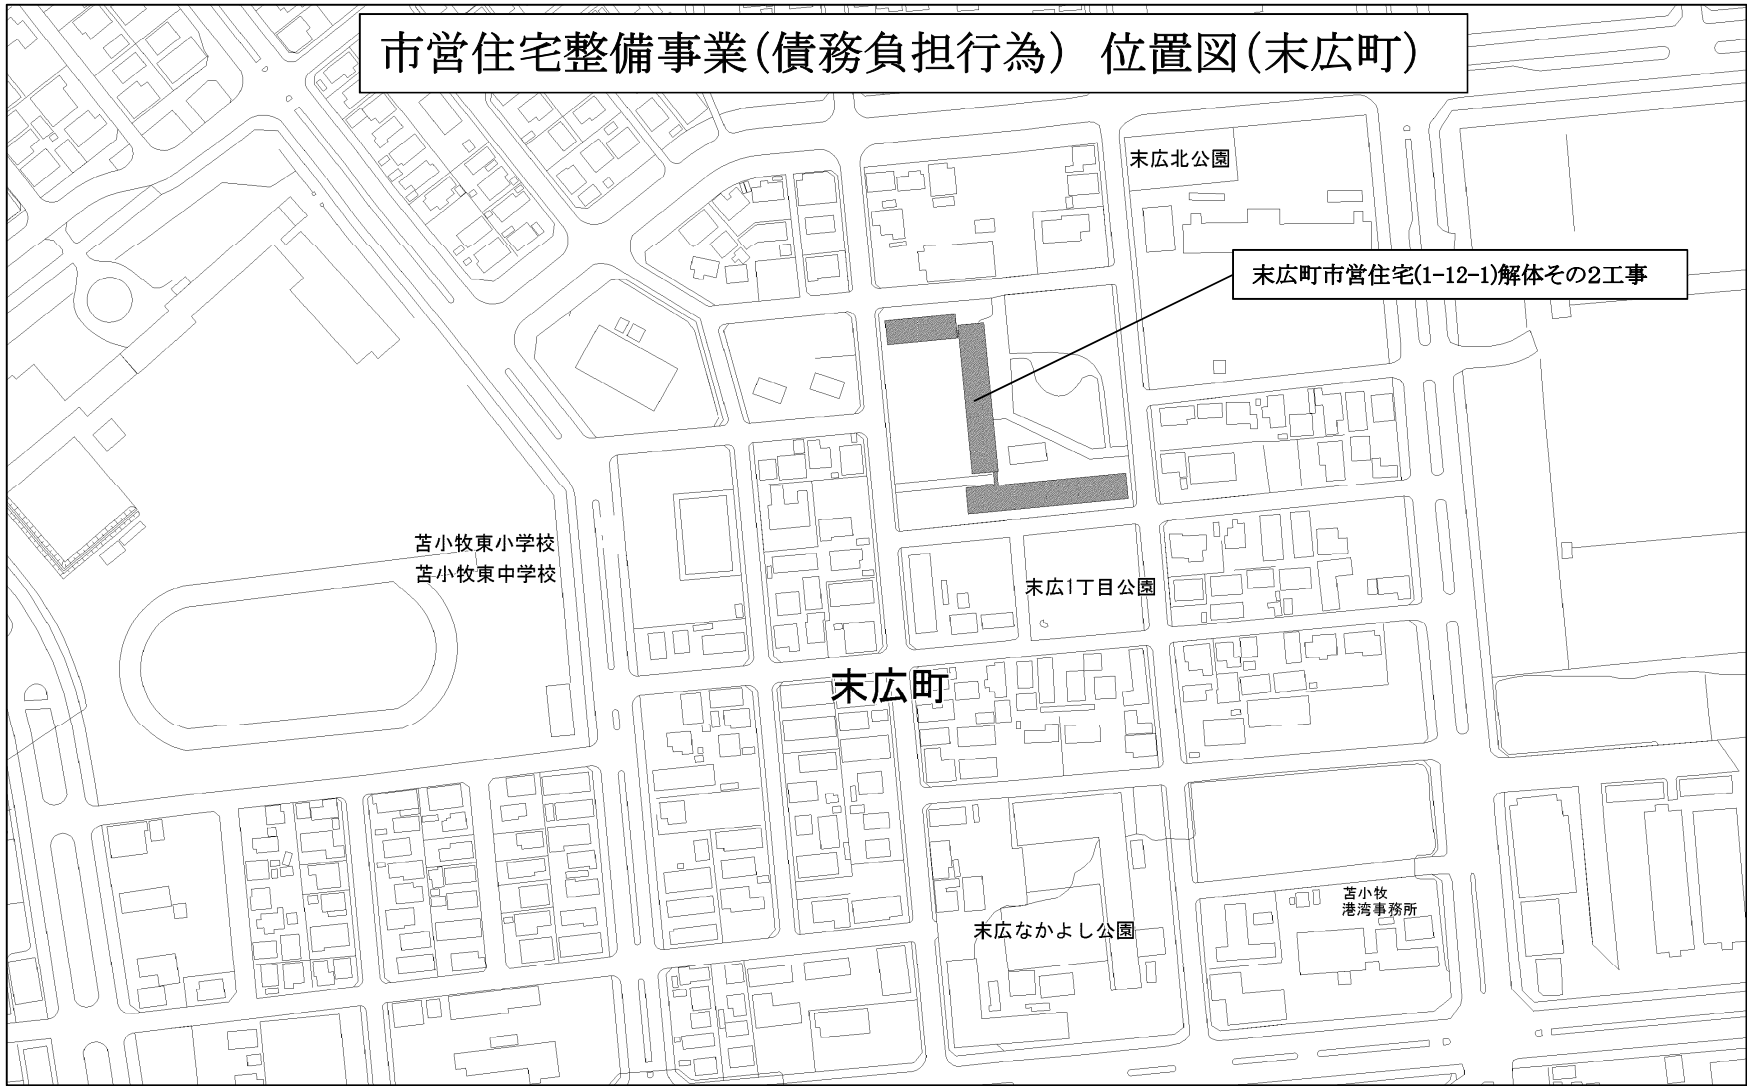 市営住宅整備事業(債務負担行為) 位置図(末広町)
末広北公園
末広町市営住宅(1-12-1)解体その2工事
苫小牧東小学校
苫小牧東中学校
末広1丁目公園
末広町
苫小牧
港湾事務所
末広なかよし公園